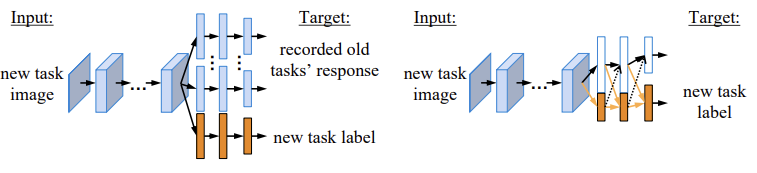 Input:
Target:
new task
image
...
recorded old
tasks' response
new task label
Input:
Target:
new task
image
...
new task
label